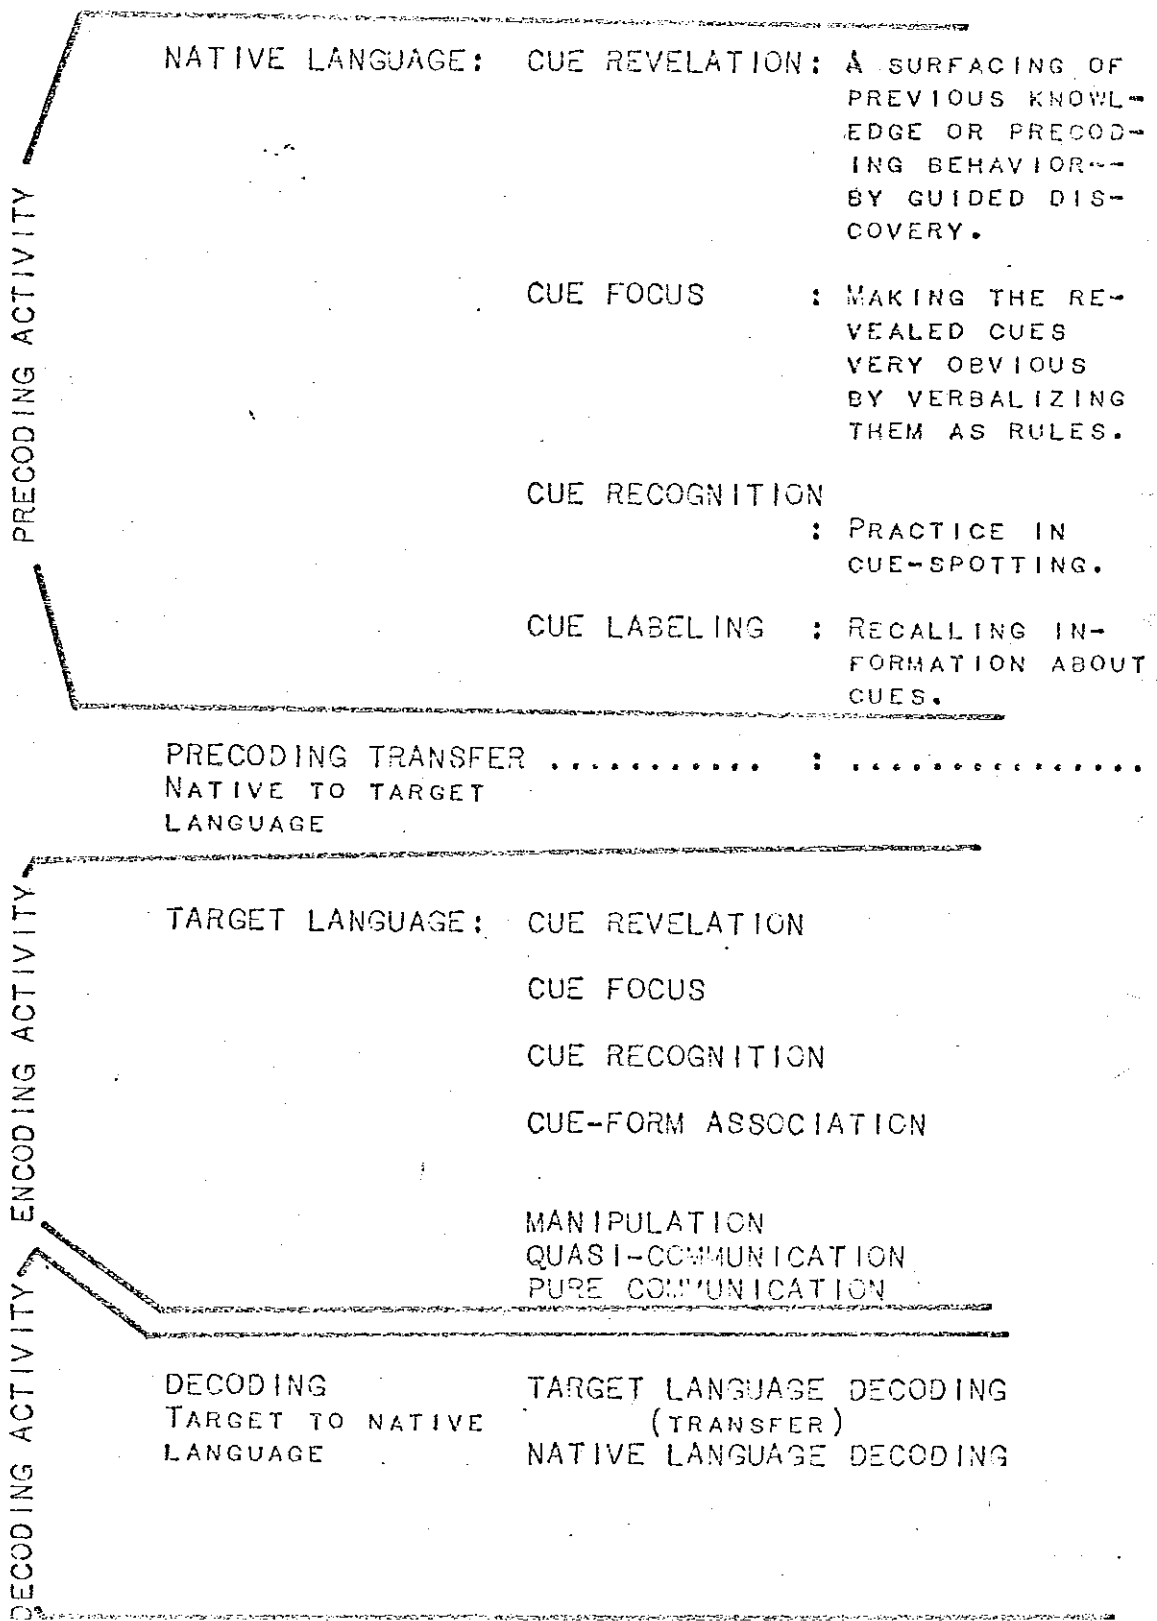 PRECODING ACTIVITY
NATIVE LANGUAGE: CUE REVELATION: A SURFACING OF
PREVIOUS KNOWL-
EDGE OR PRECOD-
ING BEHAVIOR--
BY GUIDED DIS-
COVERY.
CUE FOCUS : MAKING THE RE-
VEALED CUES
VERY OBVIOUS
BY VERBALIZING
THEM AS RULES.
CUE RECOGNITION
: PRACTICE IN
CUE-SPOTTING.
CUE LABELING : RECALLING IN-
FORMATION ABOUT
CUES.
PRECODING TRANSFER ........... : ...............
NATIVE TO TARGET
LANGUAGE
ENCODING ACTIVITY
TARGET LANGUAGE: CUE REVELATION
CUE FOCUS
CUE RECOGNITION
CUE-FORM ASSOCIATION
MANIPULATION
QUASI-COMMUNICATION
PURE COMMUNICATION
DECODING ACTIVITY
DECODING TARGET LANGUAGE DECODING
TARGET TO NATIVE (TRANSFER)
LANGUAGE NATIVE LANGUAGE DECODING